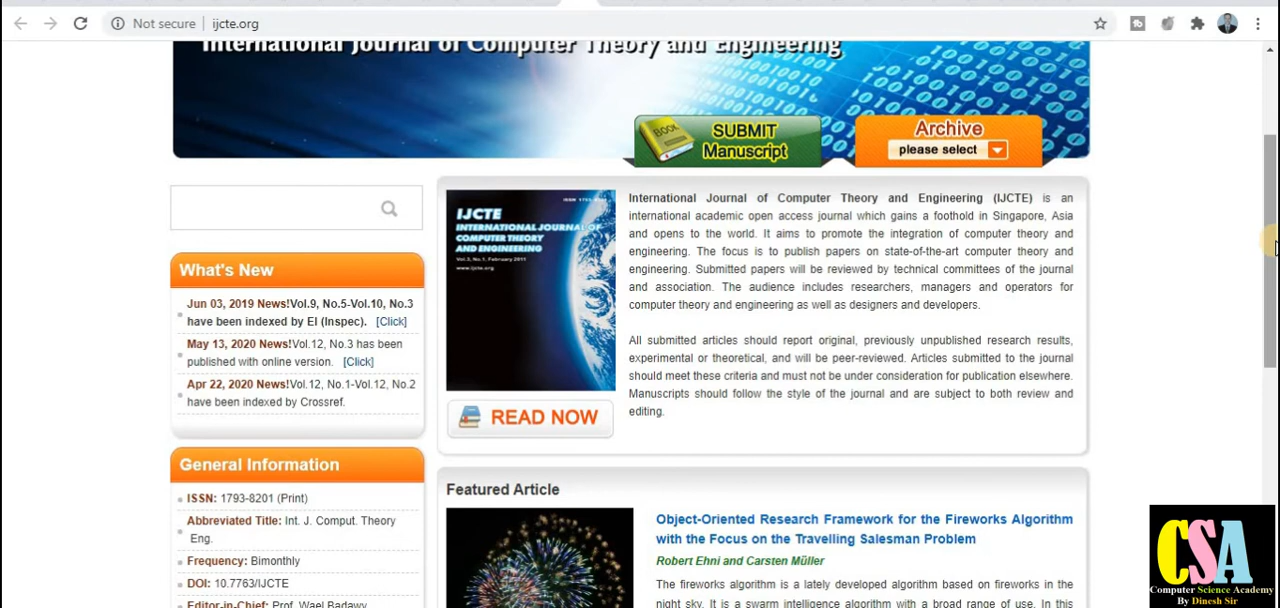 Not secure
ijcte.org
International Journal of Computer Theory and Engineering
BOOK
SUBMIT
Manuscript
Archive
please select
What's New
Jun 03, 2019 News!Vol.9, No.5-Vol.10, No.3
have been indexed by EI (Inspec). [Click]
May 13, 2020 News!Vol.12, No.3 has been
published with online version. [Click]
Apr 22, 2020 News!Vol.12, No.1-Vol.12, No.2
have been indexed by Crossref.
General Information
ISSN: 1793-8201 (Print)
Abbreviated Title: Int. J. Comput. Theory
Eng.
Frequency: Bimonthly
DOI: 10.7763/IJCTE
Editor-in-Chief: Prof. Wael Badawy
IJCTE
INTERNATIONAL JOURNAL OF
COMPUTER THEORY
AND ENGINEERING
Vol.3, No.1, February 2011
www.ijcte.org
READ NOW
International Journal of Computer Theory and Engineering (IJCTE) is an
international academic open access journal which gains a foothold in Singapore, Asia
and opens to the world. It aims to promote the integration of computer theory and
engineering. The focus is to publish papers on state-of-the-art computer theory and
engineering. Submitted papers will be reviewed by technical committees of the journal
and association. The audience includes researchers, managers and operators for
computer theory and engineering as well as designers and developers.
All submitted articles should report original, previously unpublished research results,
experimental or theoretical, and will be peer-reviewed. Articles submitted to the journal
should meet these criteria and must not be under consideration for publication elsewhere.
Manuscripts should follow the style of the journal and are subject to both review and
editing.
Featured Article
Object-Oriented Research Framework for the Fireworks Algorithm
with the Focus on the Travelling Salesman Problem
Robert Ehni and Carsten Müller
The fireworks algorithm is a lately developed algorithm based on fireworks in the
night sky. It is a swarm intelligence algorithm with a broad range of use. In this
CSA
Computer Science Academy
By Dinesh Sir